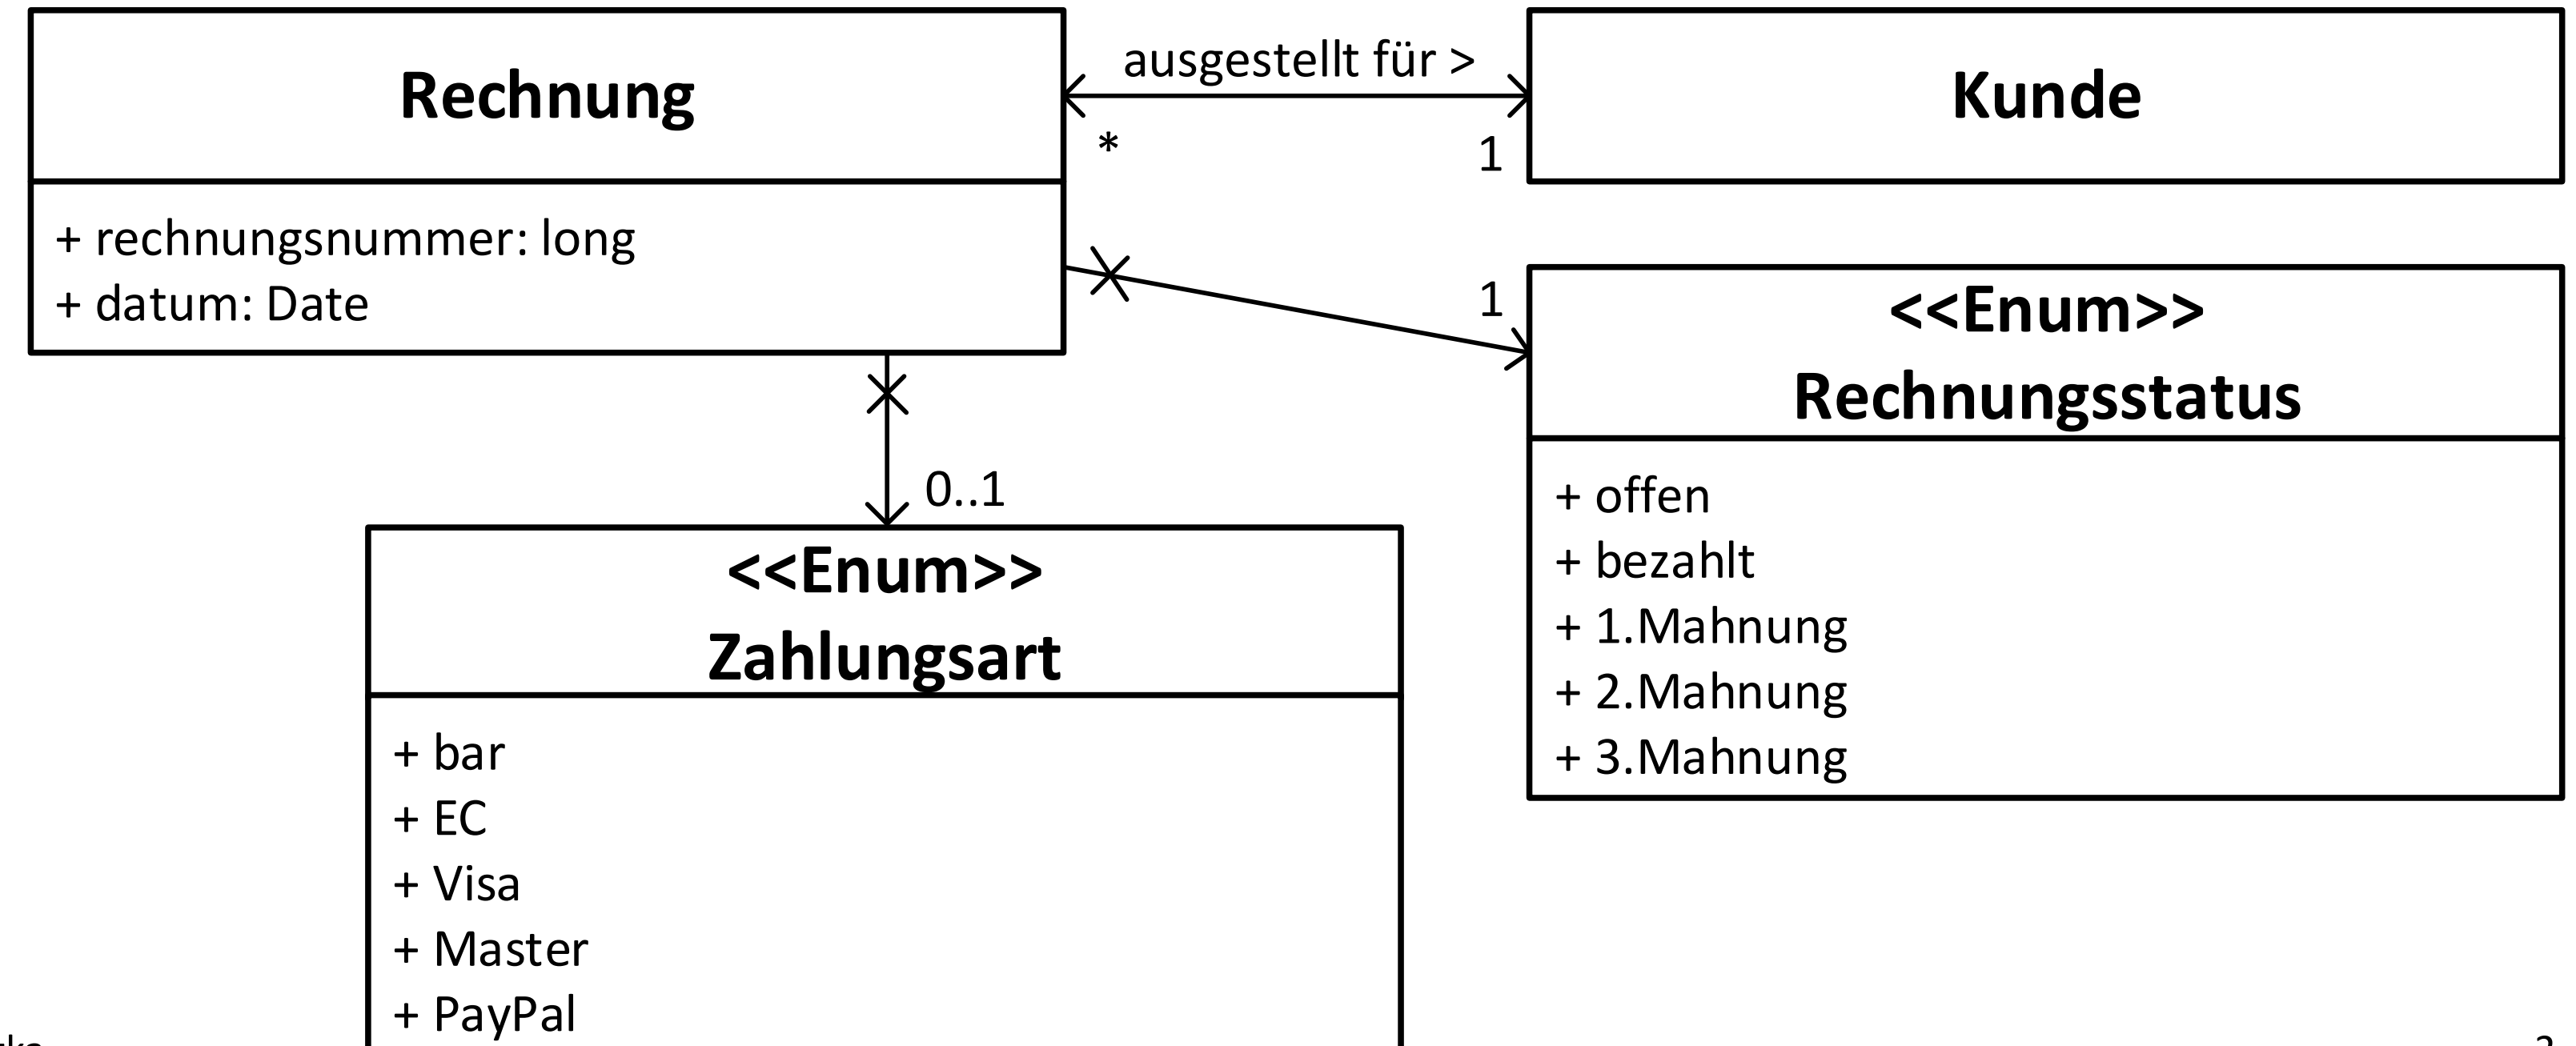 Rechnung
+ rechnungsnummer: long
+ datum: Date
ausgestellt für >
*
1
Kunde
1
<<Enum>>
Rechnungsstatus
+ offen
+ bezahlt
+ 1.Mahnung
+ 2.Mahnung
+ 3.Mahnung
0..1
<<Enum>>
Zahlungsart
+ bar
+ EC
+ Visa
+ Master
+ PayPal